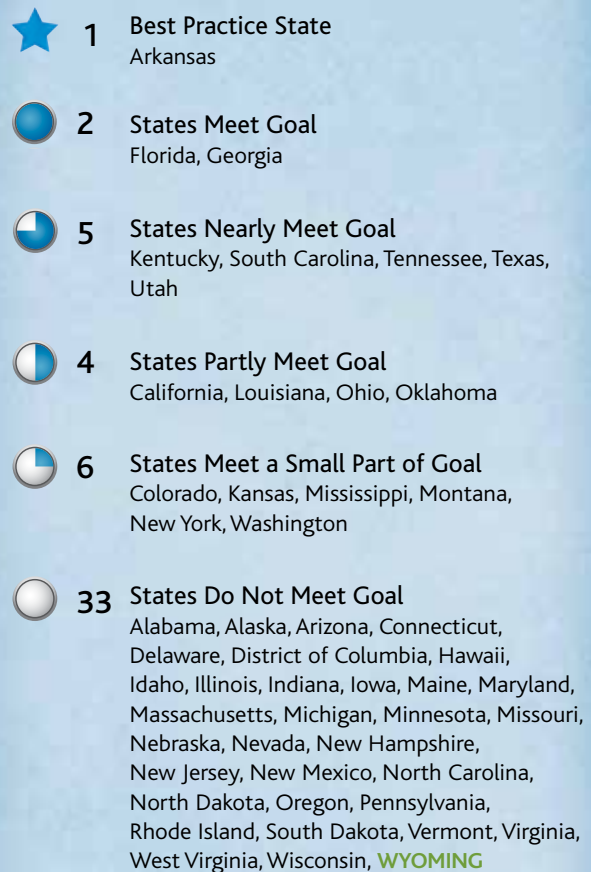 1 Best Practice State
Arkansas
2 States Meet Goal
Florida, Georgia
5 States Nearly Meet Goal
Kentucky, South Carolina, Tennessee, Texas,
Utah
4 States Partly Meet Goal
California, Louisiana, Ohio, Oklahoma
6 States Meet a Small Part of Goal
Colorado, Kansas, Mississippi, Montana,
New York, Washington
33 States Do Not Meet Goal
Alabama, Alaska, Arizona, Connecticut,
Delaware, District of Columbia, Hawaii,
Idaho, Illinois, Indiana, Iowa, Maine, Maryland,
Massachusetts, Michigan, Minnesota, Missouri,
Nebraska, Nevada, New Hampshire,
New Jersey, New Mexico, North Carolina,
North Dakota, Oregon, Pennsylvania,
Rhode Island, South Dakota, Vermont, Virginia,
West Virginia, Wisconsin, WYOMING